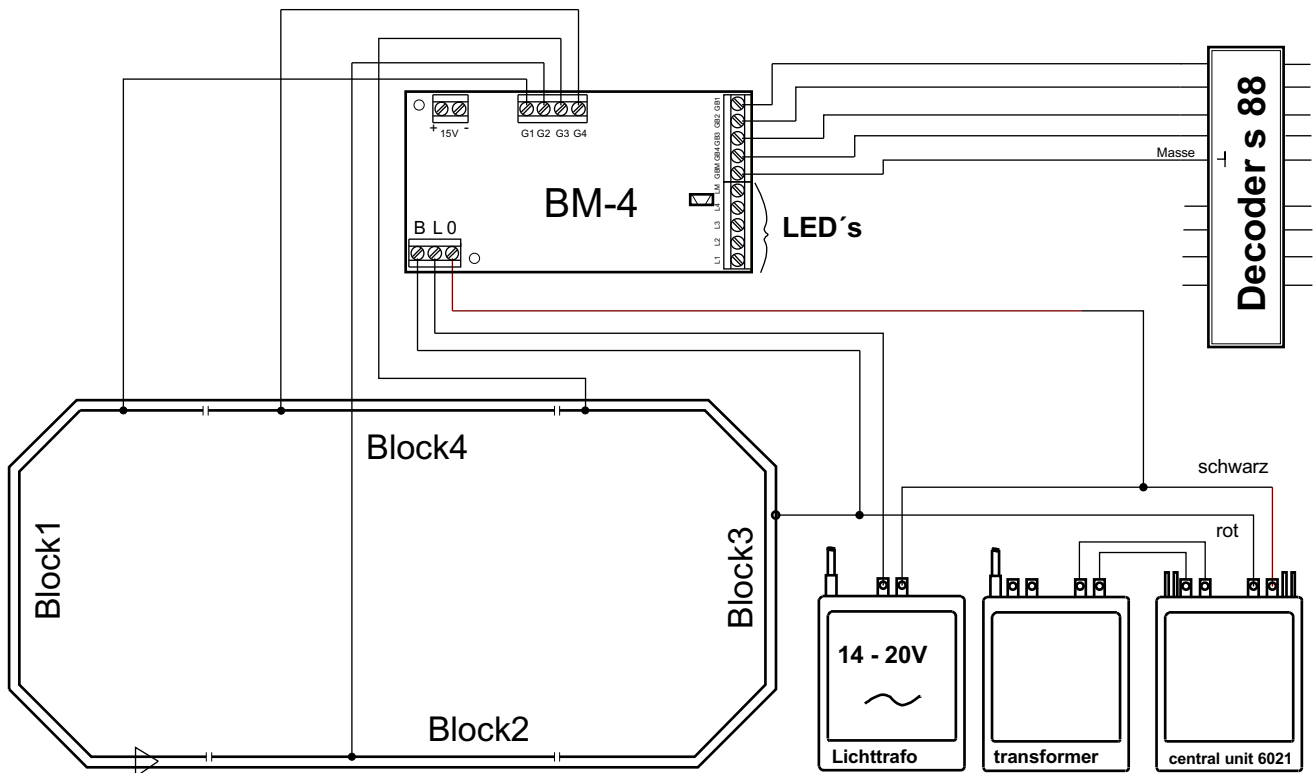 + 15V -
G1 G2 G3 G4
GB1
GB2
GB3
GB4
GBM
LM
L4
L3
L2
L1
BM-4
B L 0
LED´s
Masse
Decoder s 88
Block4
Block1
Block3
Block2
schwarz
rot
14 - 20V
Lichttrafo
transformer
central unit 6021